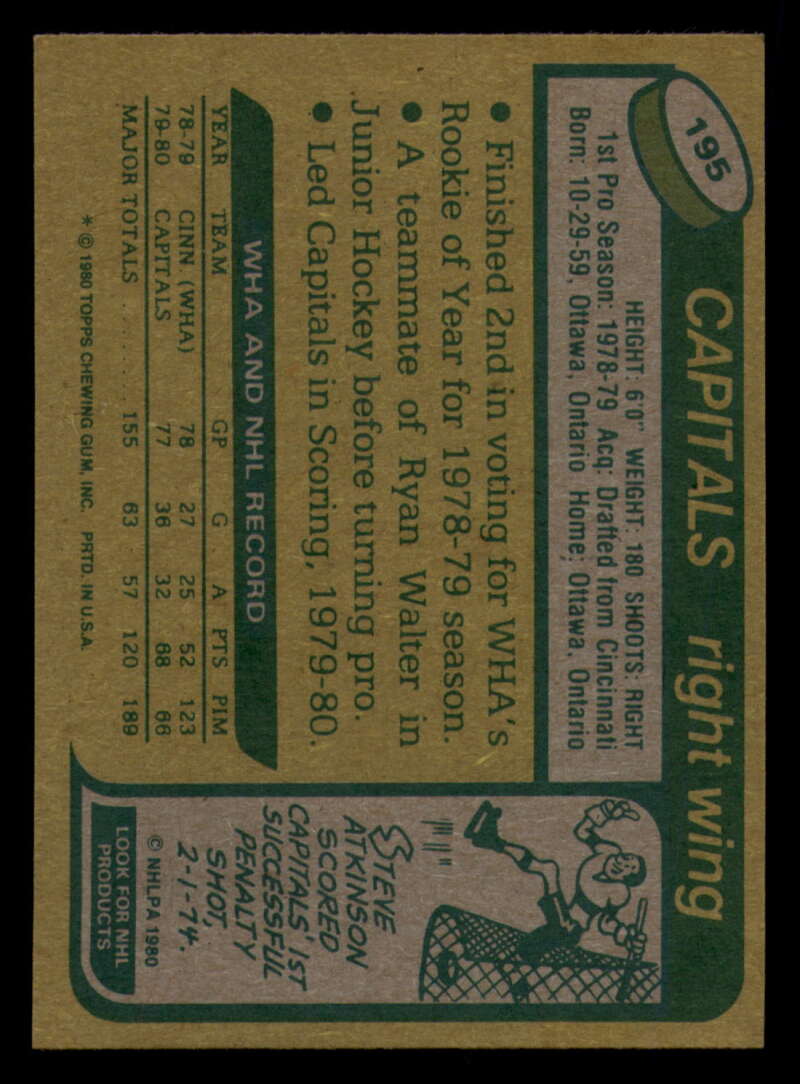 195
CAPITALS right wing
HEIGHT: 6'0" WEIGHT: 180 SHOOTS: RIGHT
1st Pro Season: 1978-79 Acq: Drafted from Cincinnati
Born: 10-29-59, Ottawa, Ontario Home: Ottawa, Ontario
• Finished 2nd in voting for WHA's
Rookie of Year for 1978-79 season.
• A teammate of Ryan Walter in
Junior Hockey before turning pro.
• Led Capitals in Scoring, 1979-80.
WHA AND NHL RECORD
YEAR TEAM GP G A PTS PIM
78-79 CINN (WHA) 78 27 25 52 123
79-80 CAPITALS 77 36 32 68 66
MAJOR TOTALS ........ 155 63 57 120 189
* © 1980 TOPPS CHEWING GUM, INC. PRTD. IN U.S.A.
STEVE
ATKINSON
SCORED
CAPITALS' 1ST
SUCCESSFUL
PENALTY
SHOT,
2-1-74.
© NHLPA 1980
LOOK FOR NHL
PRODUCTS